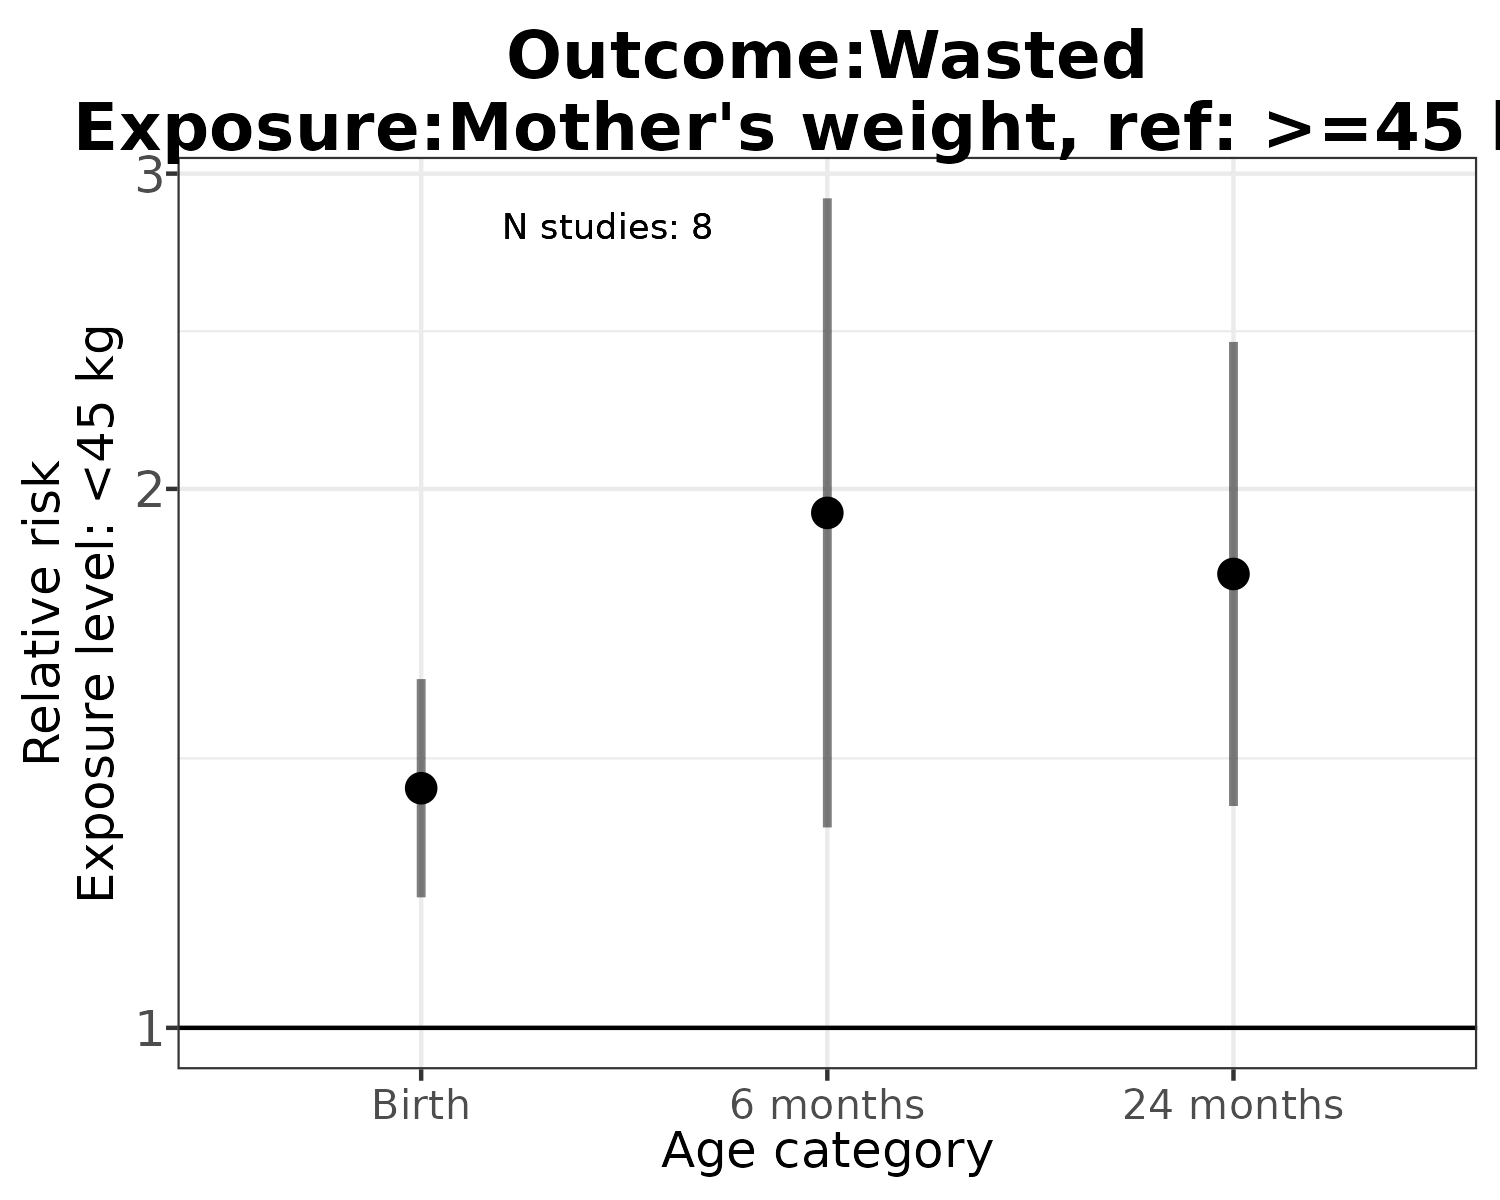 Outcome:Wasted
Exposure:Mother's weight, ref: >=45
N studies: 8
3
2
1
Relative risk
Exposure level: <45 kg
Birth
6 months
24 months
Age category